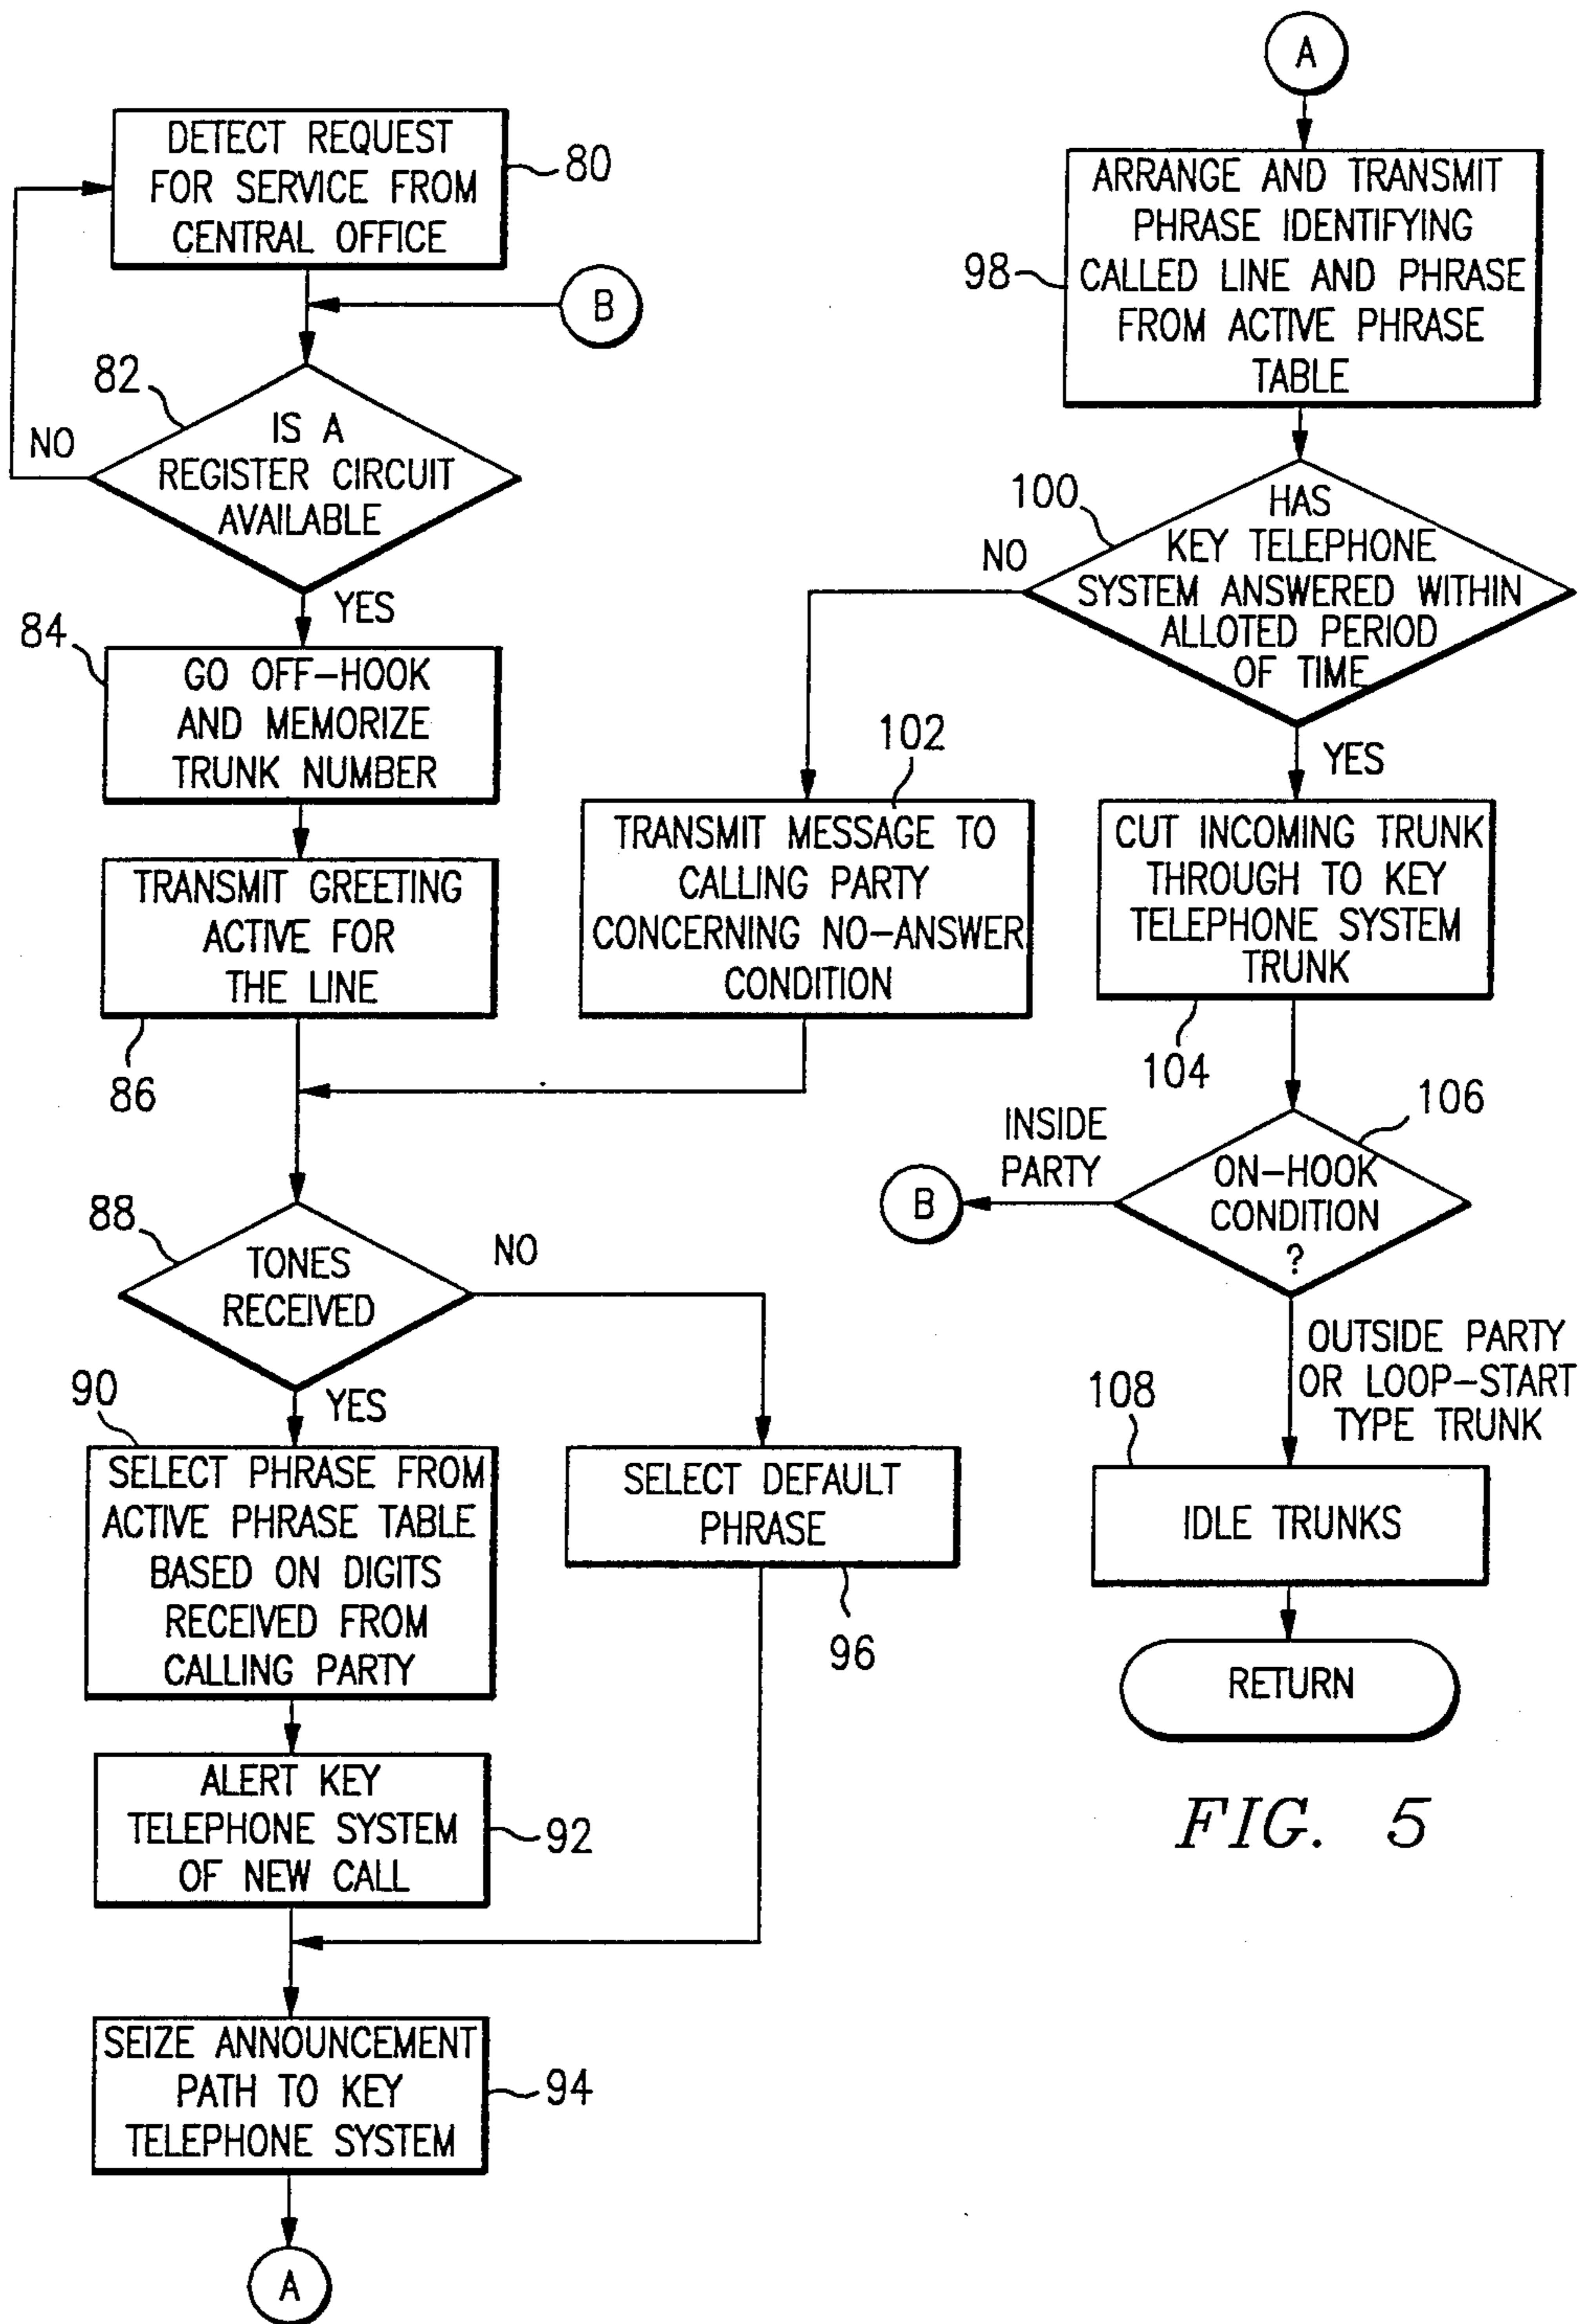 DETECT REQUEST
FOR SERVICE FROM
CENTRAL OFFICE
80
B
82
IS A
REGISTER CIRCUIT
AVAILABLE
NO
YES
84
GO OFF-HOOK
AND MEMORIZE
TRUNK NUMBER
TRANSMIT GREETING
ACTIVE FOR
THE LINE
86
88
TONES
RECEIVED
NO
YES
90
SELECT PHRASE FROM
ACTIVE PHRASE TABLE
BASED ON DIGITS
RECEIVED FROM
CALLING PARTY
SELECT DEFAULT
PHRASE
96
ALERT KEY
TELEPHONE SYSTEM
OF NEW CALL
92
SEIZE ANNOUNCEMENT
PATH TO KEY
TELEPHONE SYSTEM
94
A
A
ARRANGE AND TRANSMIT
PHRASE IDENTIFYING
CALLED LINE AND PHRASE
FROM ACTIVE PHRASE
TABLE
98
100
HAS
KEY TELEPHONE
SYSTEM ANSWERED WITHIN
ALLOTED PERIOD
OF TIME
NO
YES
102
TRANSMIT MESSAGE TO
CALLING PARTY
CONCERNING NO-ANSWER
CONDITION
CUT INCOMING TRUNK
THROUGH TO KEY
TELEPHONE SYSTEM
TRUNK
104
106
ON-HOOK
CONDITION
?
INSIDE
PARTY
B
OUTSIDE PARTY
OR LOOP-START
TYPE TRUNK
108
IDLE TRUNKS
RETURN
FIG. 5